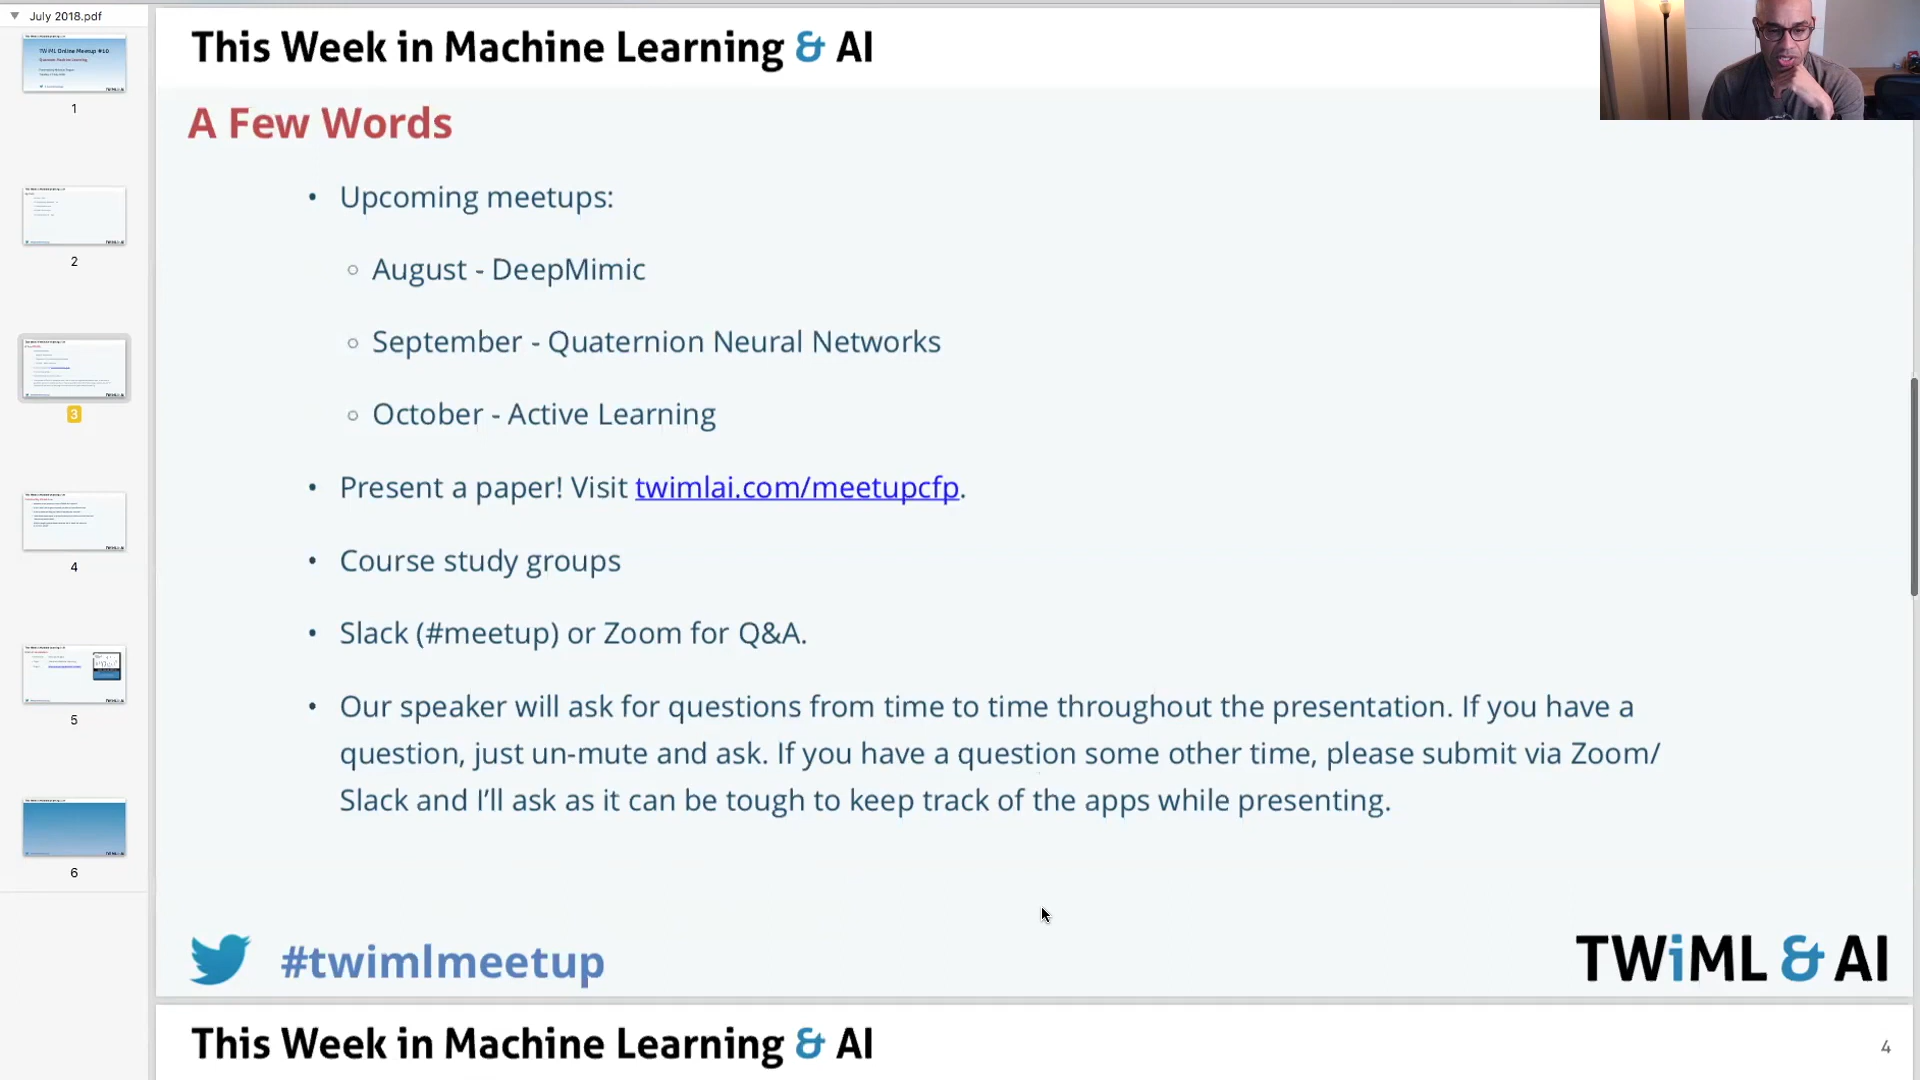 July 2018.pdf
This Week in Machine Learning & AI
A Few Words
• Upcoming meetups:
○ August - DeepMimic
○ September - Quaternion Neural Networks
○ October - Active Learning
• Present a paper! Visit twimlai.com/meetupcfp.
• Course study groups
• Slack (#meetup) or Zoom for Q&A.
• Our speaker will ask for questions from time to time throughout the presentation. If you have a
question, just un-mute and ask. If you have a question some other time, please submit via Zoom/
Slack and I’ll ask as it can be tough to keep track of the apps while presenting.
#twimlmeetup
TWiML & AI
This Week in Machine Learning & AI
4
1
2
3
4
5
6